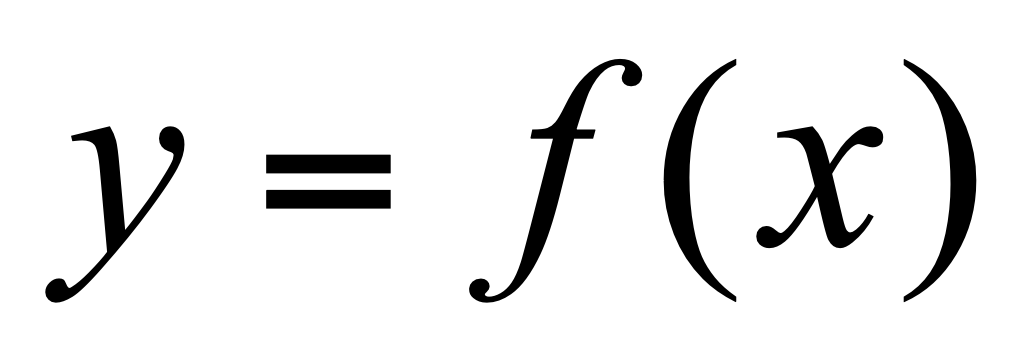 y = f(x)